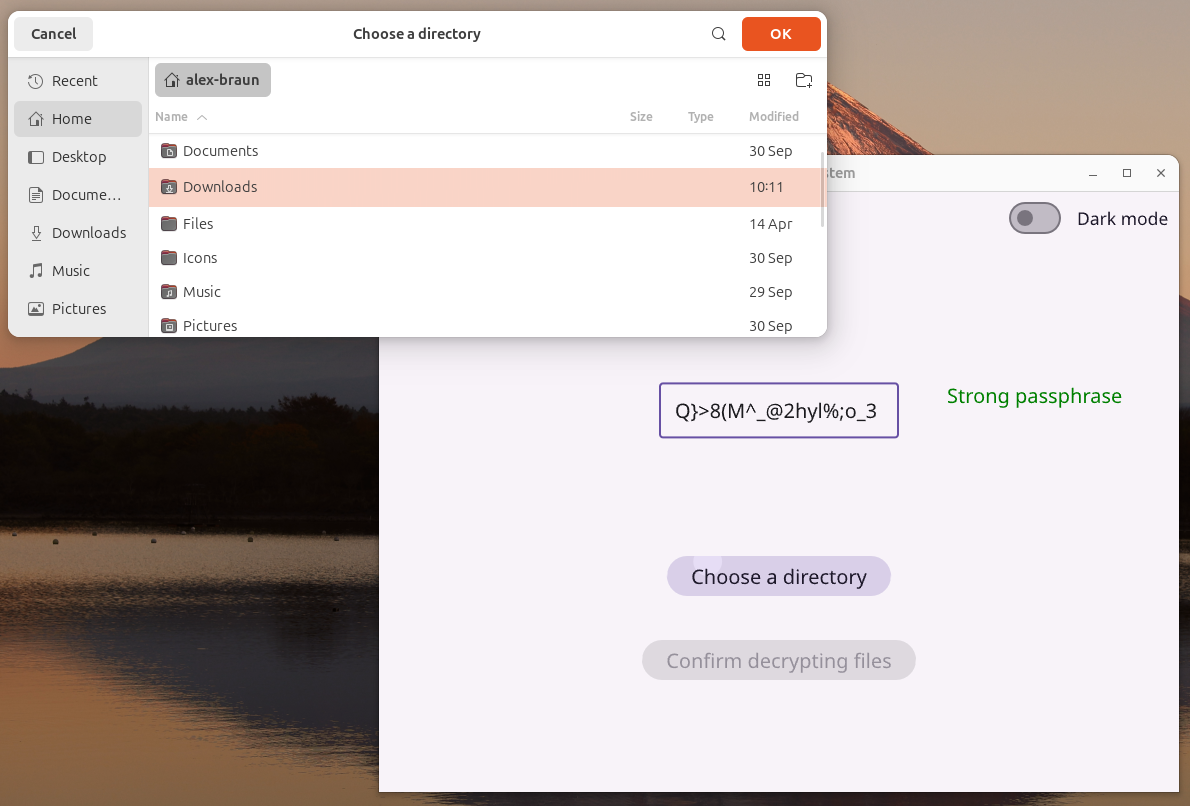 Cancel
Choose a directory
OK
Recent
Home
Desktop
Docume…
Downloads
Music
Pictures
alex-braun
Name
Size
Type
Modified
Documents 30 Sep
Downloads 10:11
Files 14 Apr
Icons 30 Sep
Music 29 Sep
Pictures 30 Sep
stem
Dark mode
Q}>8(M^_@2hyl%;o_3
Strong passphrase
Choose a directory
Confirm decrypting files